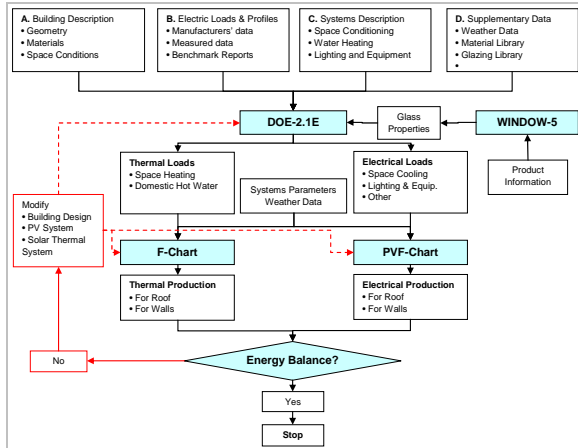 A. Building Description
• Geometry
• Materials
• Space Conditions
B. Electric Loads & Profiles
• Manufacturers' data
• Measured data
• Benchmark Reports
C. Systems Description
• Space Conditioning
• Water Heating
• Lighting and Equipment
D. Supplementary Data
• Weather Data
• Material Library
• Glazing Library
•
DOE-2.1E
Glass
Properties
WINDOW-5
Product
Information
Thermal Loads
• Space Heating
• Domestic Hot Water
Electrical Loads
• Space Cooling
• Lighting & Equip.
• Other
Systems Parameters
Weather Data
Modify
• Building Design
• PV System
• Solar Thermal
System
F-Chart
PVF-Chart
Thermal Production
• For Roof
• For Walls
Electrical Production
• For Roof
• For Walls
No
Energy Balance?
Yes
Stop